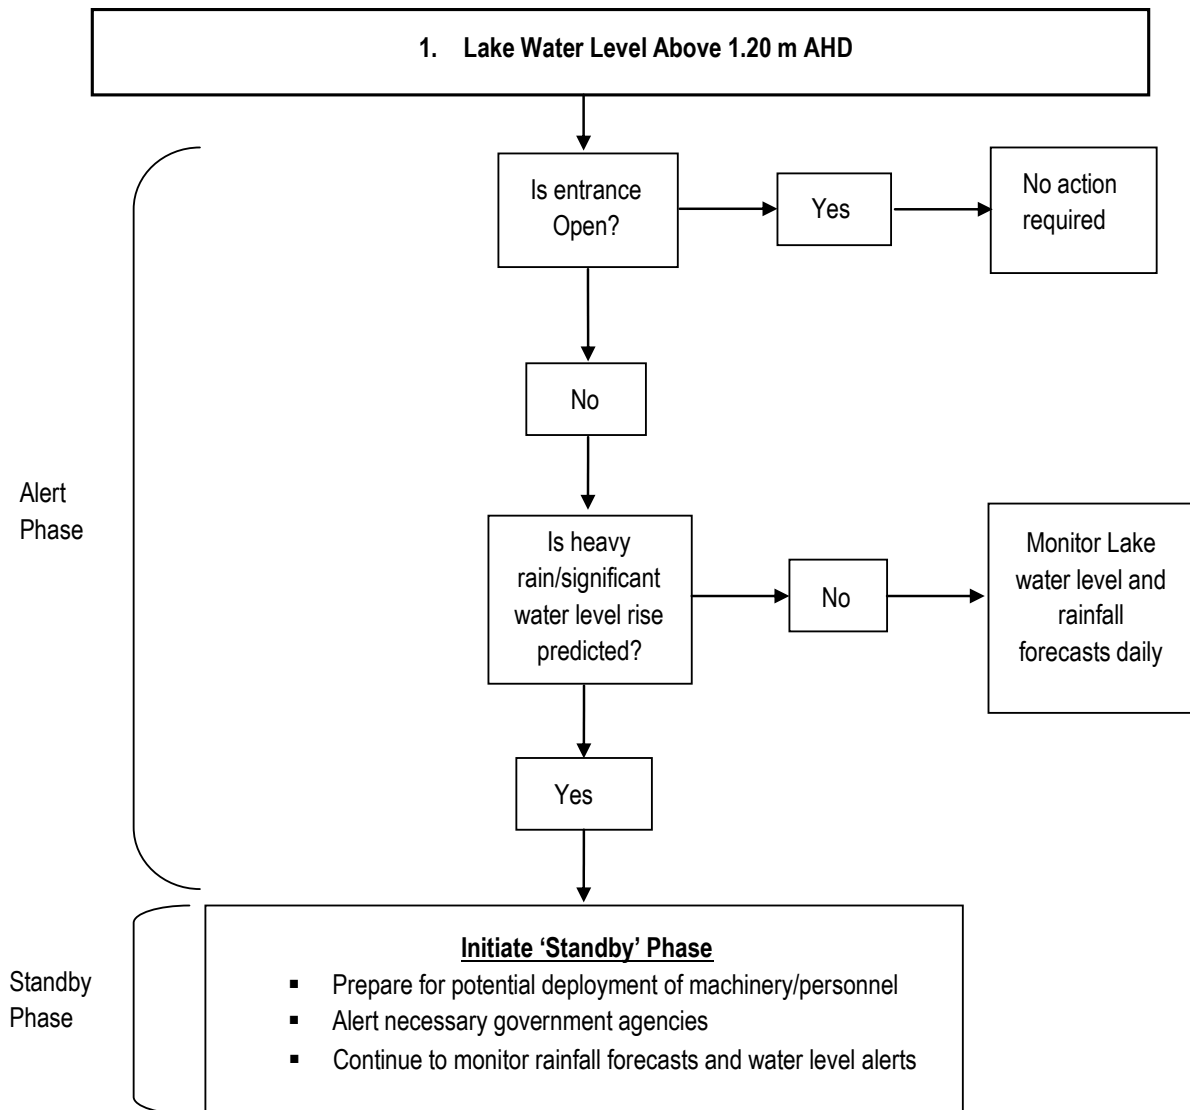 1. Lake Water Level Above 1.20 m AHD
Is entrance
Open?
Yes
No action
required
No
Alert
Phase
Is heavy
rain/significant
water level rise
predicted?
No
Monitor Lake
water level and
rainfall
forecasts daily
Yes
Standby
Phase
Initiate ‘Standby’ Phase
▪ Prepare for potential deployment of machinery/personnel
▪ Alert necessary government agencies
▪ Continue to monitor rainfall forecasts and water level alerts